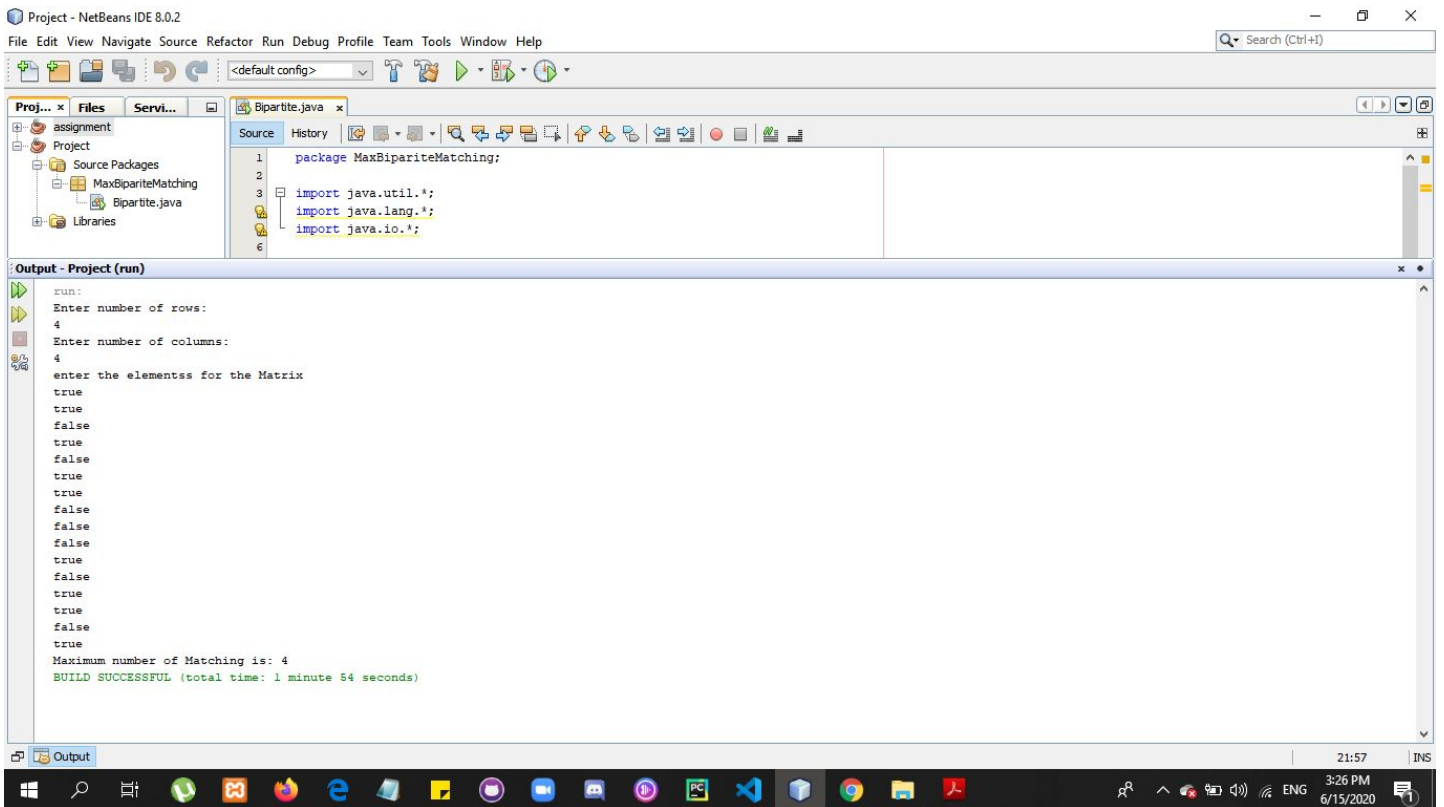 Project - NetBeans IDE 8.0.2
File Edit View Navigate Source Refactor Run Debug Profile Team Tools Window Help
Search (Ctrl+I)
<default config>
Proj... x Files Servi...
Bipartite.java x
assignment
Project
Source Packages
MaxBipariteMatching
Bipartite.java
Libraries
Source History
1 package MaxBipariteMatching;
2
3 import java.util.*;
import java.lang.*;
import java.io.*;
6
Output - Project (run)
run:
Enter number of rows:
4
Enter number of columns:
4
enter the elementss for the Matrix
true
true
false
true
false
true
true
false
false
false
true
false
true
true
false
true
Maximum number of Matching is: 4
BUILD SUCCESSFUL (total time: 1 minute 54 seconds)
Output
21:57 INS
PC
ENG
3:26 PM
6/15/2020
1